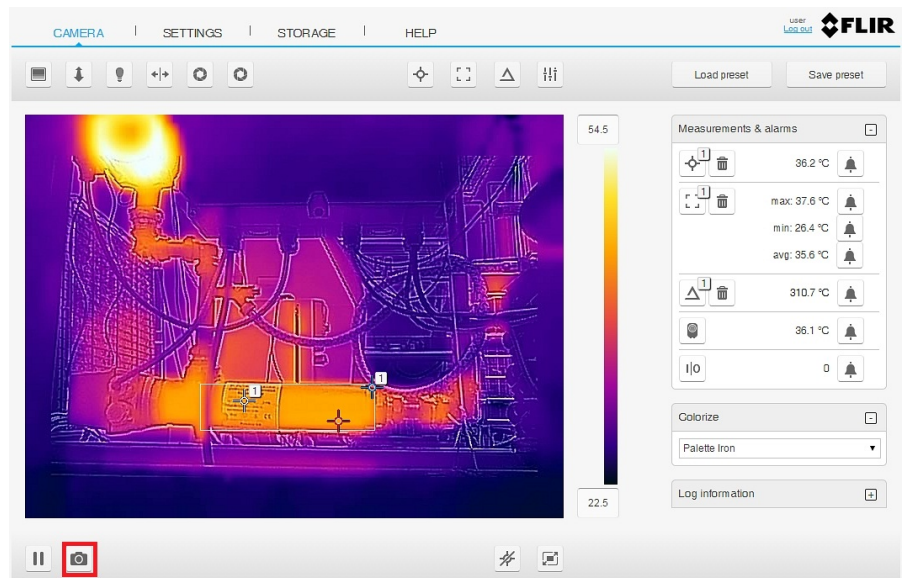 CAMERA SETTINGS STORAGE HELP
user
Log out
FLIR
Load preset Save preset
54.5
22.5
1
1
Measurements & alarms
1 36.2 °C
1 max: 37.6 °C
min: 26.4 °C
avg: 35.6 °C
1 310.7 °C
36.1 °C
I|O 0
Colorize
Palette Iron
Log information